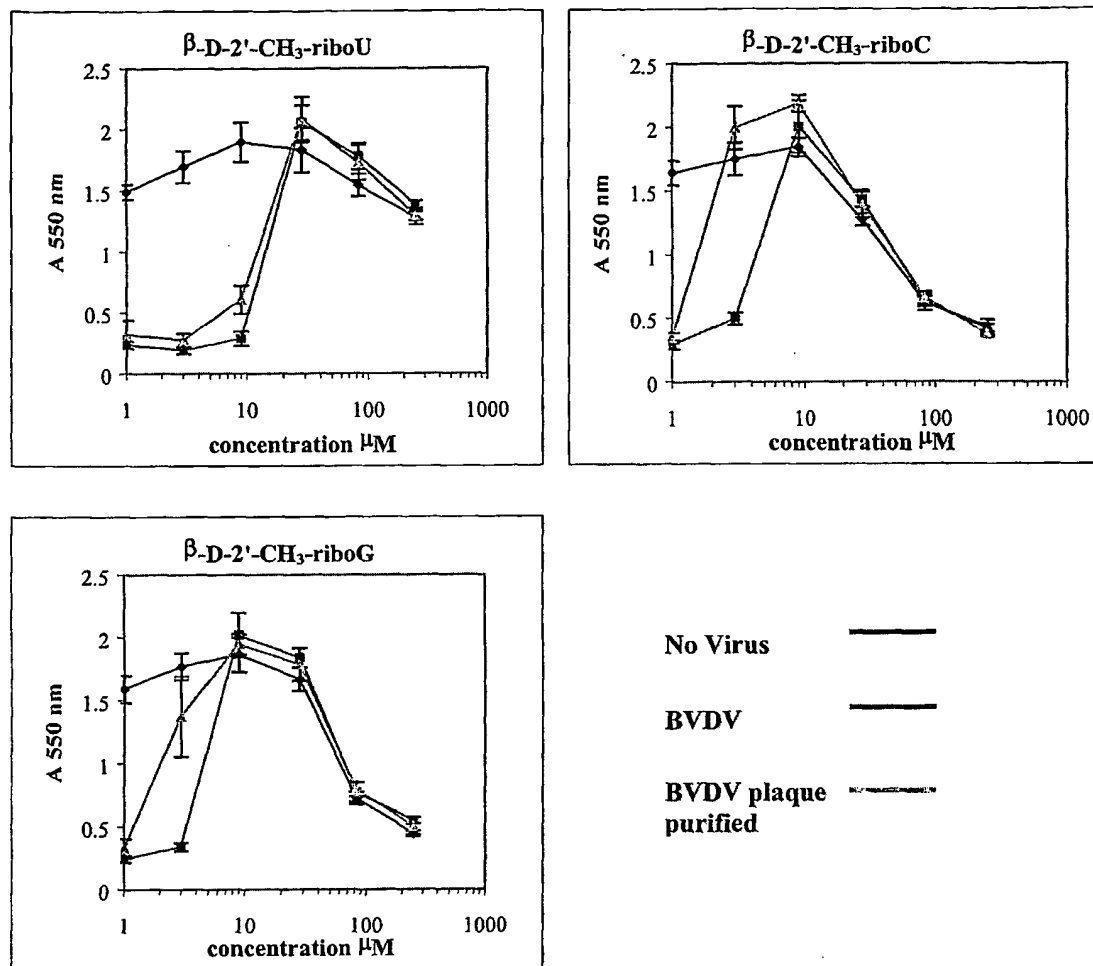 β-D-2'-CH₃-riboU
2.5
2
1.5
1
0.5
0
A 550 nm
1 10 100 1000
concentration μM
β-D-2'-CH₃-riboC
2.5
2
1.5
1
0.5
0
A 550 nm
1 10 100 1000
concentration μM
β-D-2'-CH₃-riboG
2.5
2
1.5
1
0.5
0
A 550 nm
1 10 100 1000
concentration μM
No Virus
BVDV
BVDV plaque
purified